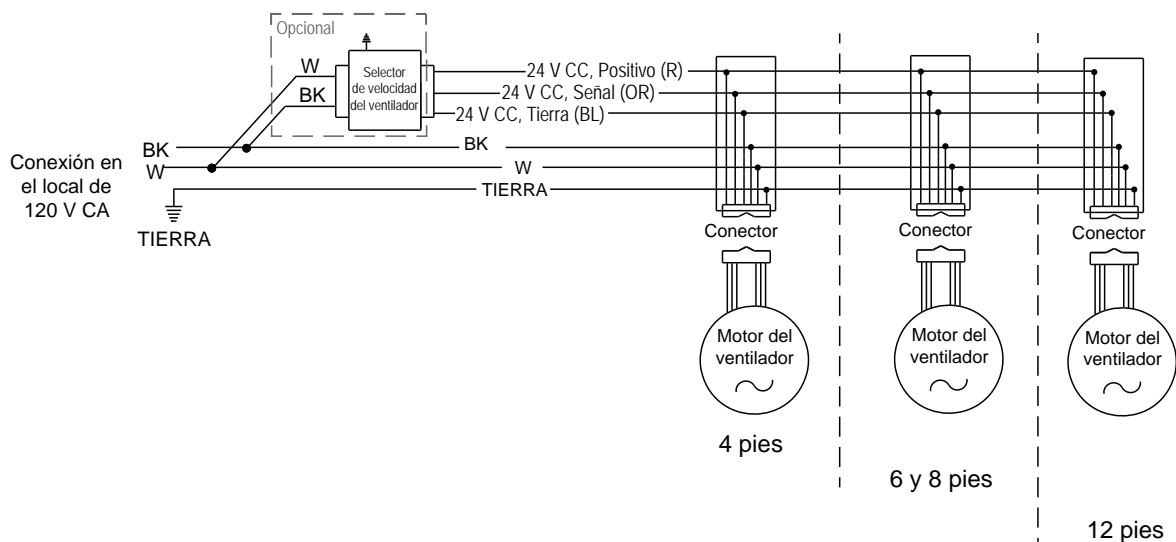 Opcional
W
BK
Selector
de velocidad
del ventilador
24 V CC, Positivo (R)
24 V CC, Señal (OR)
24 V CC, Tierra (BL)
Conexión en
el local de
120 V CA
BK
W
TIERRA
BK
W
TIERRA
Conector
Motor del
ventilador
4 pies
Conector
Motor del
ventilador
6 y 8 pies
Conector
Motor del
ventilador
12 pies